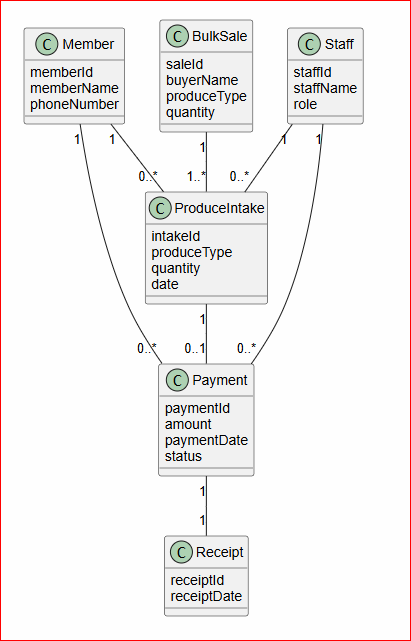 C Member
memberId
memberName
phoneNumber
C BulkSale
saleId
buyerName
produceType
quantity
C Staff
staffId
staffName
role
1
1
1
1
1
0..*
1..*
0..*
C ProduceIntake
intakeId
produceType
quantity
date
1
0..*
0..1
0..*
C Payment
paymentId
amount
paymentDate
status
1
1
C Receipt
receiptId
receiptDate